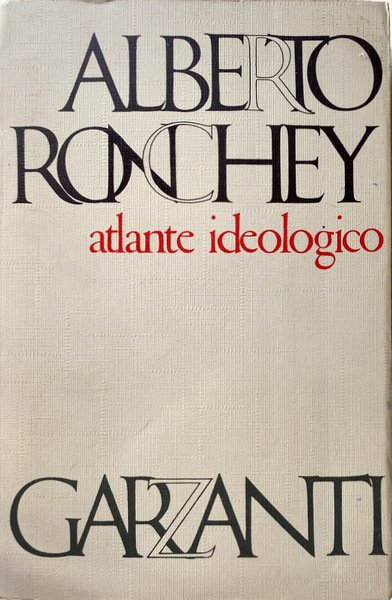 ALBERTO
RONCHEY
atlante ideologico
GARZANTI